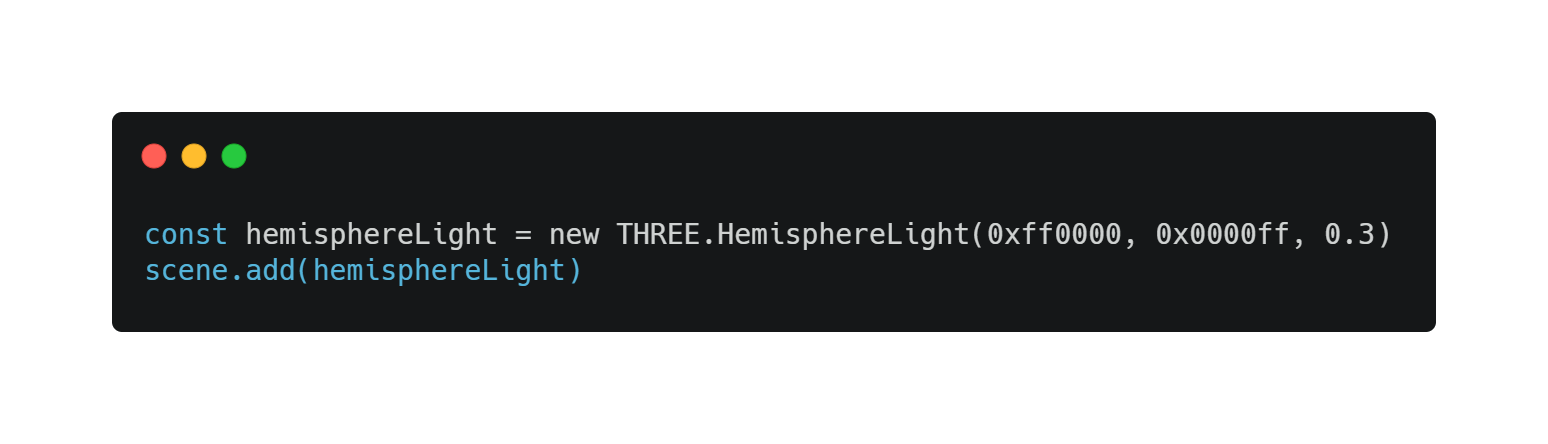 const hemisphereLight = new THREE.HemisphereLight(0xff0000, 0x0000ff, 0.3)
scene.add(hemisphereLight)